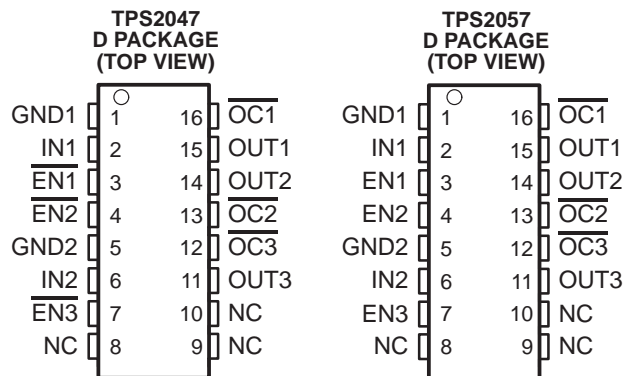 TPS2047
D PACKAGE
(TOP VIEW)
GND1 1 16 OC1
IN1 2 15 OUT1
EN1 3 14 OUT2
EN2 4 13 OC2
GND2 5 12 OC3
IN2 6 11 OUT3
EN3 7 10 NC
NC 8 9 NC
TPS2057
D PACKAGE
(TOP VIEW)
GND1 1 16 OC1
IN1 2 15 OUT1
EN1 3 14 OUT2
EN2 4 13 OC2
GND2 5 12 OC3
IN2 6 11 OUT3
EN3 7 10 NC
NC 8 9 NC